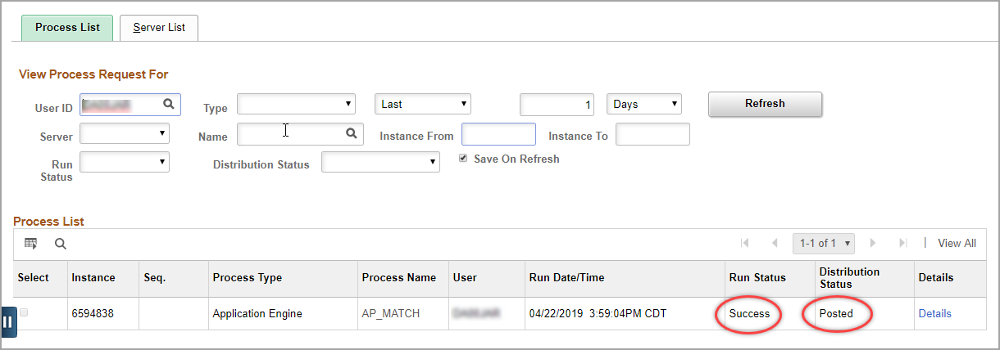 Process List
Server List
View Process Request For
User ID
Type
Last
1
Days
Refresh
Server
Name
Instance From
Instance To
Run Status
Distribution Status
Save On Refresh
Process List
1-1 of 1
View All
Select
Instance
Seq.
Process Type
Process Name
User
Run Date/Time
Run Status
Distribution Status
Details
6594838
Application Engine
AP_MATCH
04/22/2019 3:59:04PM CDT
Success
Posted
Details